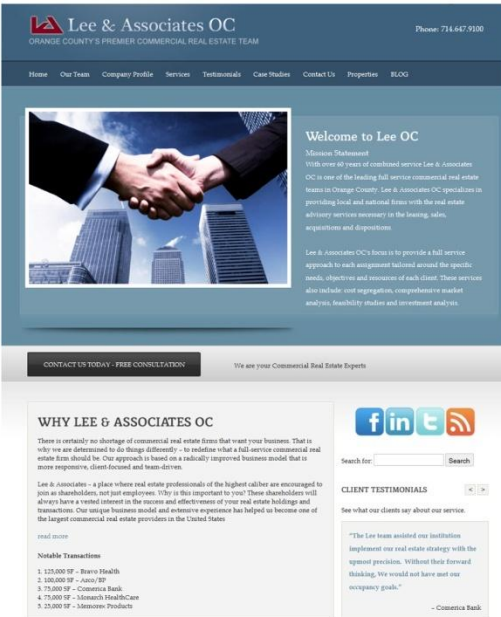 Lee & Associates OC
ORANGE COUNTY'S PREMIER COMMERCIAL REAL ESTATE TEAM
Phone: 714.647.9100
Home Our Team Company Profile Services Testimonials Case Studies Contact Us Properties BLOG
Welcome to Lee OC
Mission Statement
With over 60 years of combined service Lee & Associates
OC is one of the leading full service commercial real estate
teams in Orange County. Lee & Associates OC specializes in
providing local and national firms with the real estate
advisory services necessary in the leasing, sales,
acquisitions and dispositions
Lee & Associates OC's focus is to provide a full service
approach to each assignment tailored around the specific
needs, objectives and resources of each client. These services
also include: cost segregation, comprehensive market
analysis, feasibility studies and investment analysis.
CONTACT US TODAY - FREE CONSULTATION
We are your Commercial Real Estate Experts
WHY LEE & ASSOCIATES OC
There is certainly no shortage of commercial real estate firms that want your business. That is
why we are determined to do things differently – to redefine what a full-service commercial real
estate firm should be. Our approach is based on a radically improved business model that is
more responsive, client-focused and team-driven.
Lee & Associates – a place where real estate professionals of the highest caliber are encouraged to
join as shareholders, not just employees. Why is this important to you? These shareholders will
always have a vested interest in the success and effectiveness of your real estate holdings and
transactions. Our unique business model and extensive experience has helped us become one of
the largest commercial real estate providers in the United States
read more
Notable Transactions
1. 125,000 SF – Bravo Health
2. 100,000 SF – Arco/BP
3. 75,000 SF – Comerica Bank
4. 75,000 SF – Monarch HealthCare
5. 25,000 SF – Memorex Products
f in t
Search for: Search
CLIENT TESTIMONIALS < >
See what our clients say about our service.
"The Lee team assisted our institution
implement our real estate strategy with the
upmost precision. Without their forward
thinking, We would not have met our
occupancy goals."
– Comerica Bank